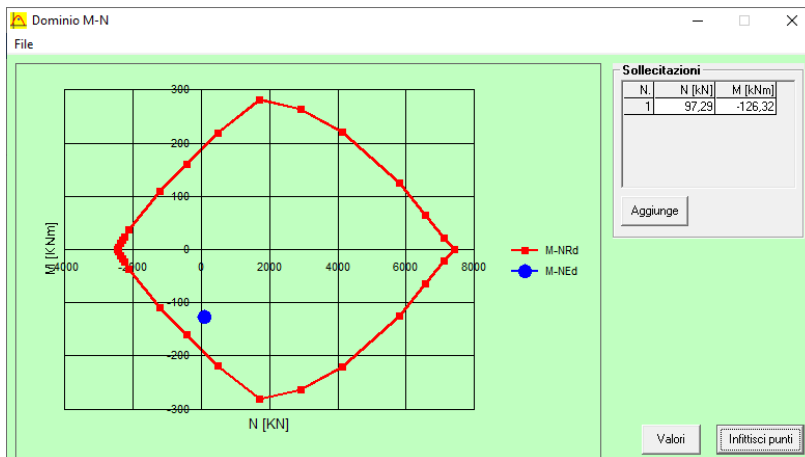 Dominio M-N
File
300
200
100
0
-100
-200
-300
M [KNm]
4000
-2000
0
2000
4000
6000
8000
N [KN]
M-NRd
M-NEd
Sollecitazioni
N. N [kN] M [kNm]
1 97,29 -126,32
Aggiunge
Valori
Infittisci punti